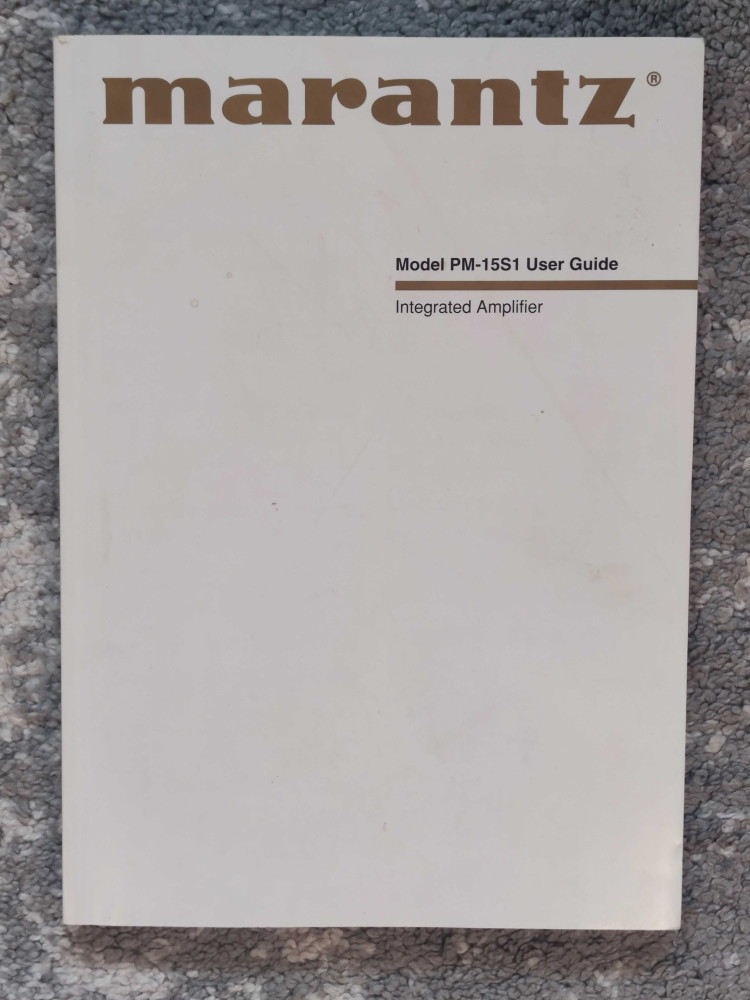 marantz®
Model PM-15S1 User Guide
Integrated Amplifier